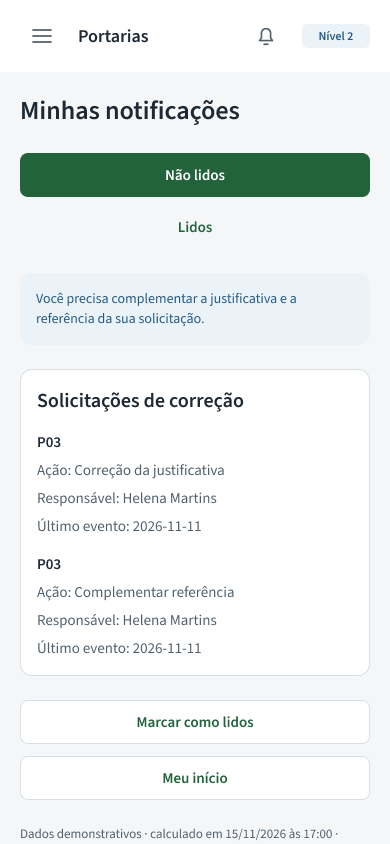 Portarias
Nível 2
Minhas notificações
Não lidos
Lidos
Você precisa complementar a justificativa e a
referência da sua solicitação.
Solicitações de correção
P03
Ação: Correção da justificativa
Responsável: Helena Martins
Último evento: 2026-11-11
P03
Ação: Complementar referência
Responsável: Helena Martins
Último evento: 2026-11-11
Marcar como lidos
Meu início
Dados demonstrativos · calculado em 15/11/2026 às 17:00 ·